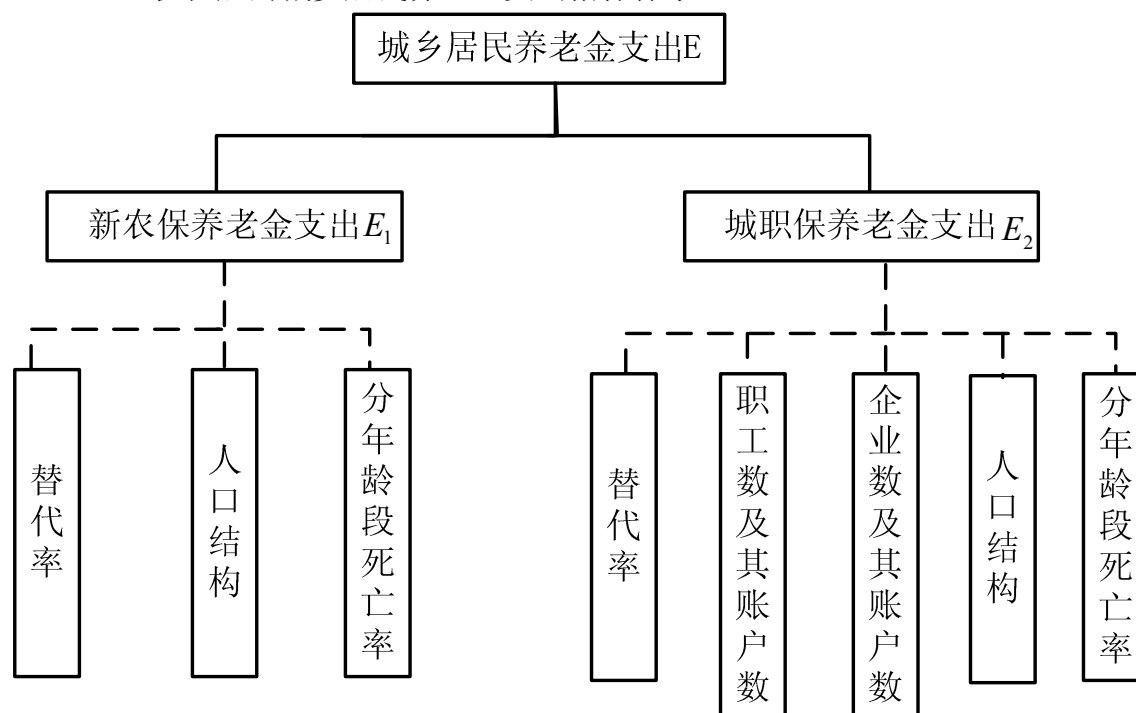 城乡居民养老金支出E
新农保养老金支出E₁
城职保养老金支出E₂
替代率
人口结构
分年龄段死亡率
替代率
职工数及其账户数
企业数及其账户数
人口结构
分年龄段死亡率